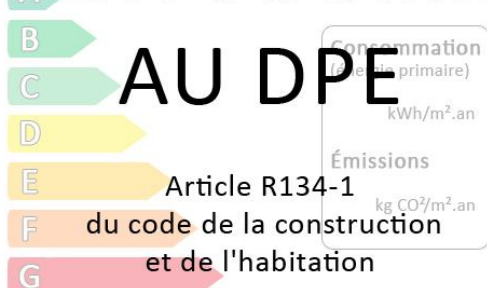 A
B
Consommation
(énergie primaire)
AU DPE
C
kWh/m².an
D
Émissions
E
Article R134-1
kg CO²/m².an
F
du code de la construction
et de l'habitation
G